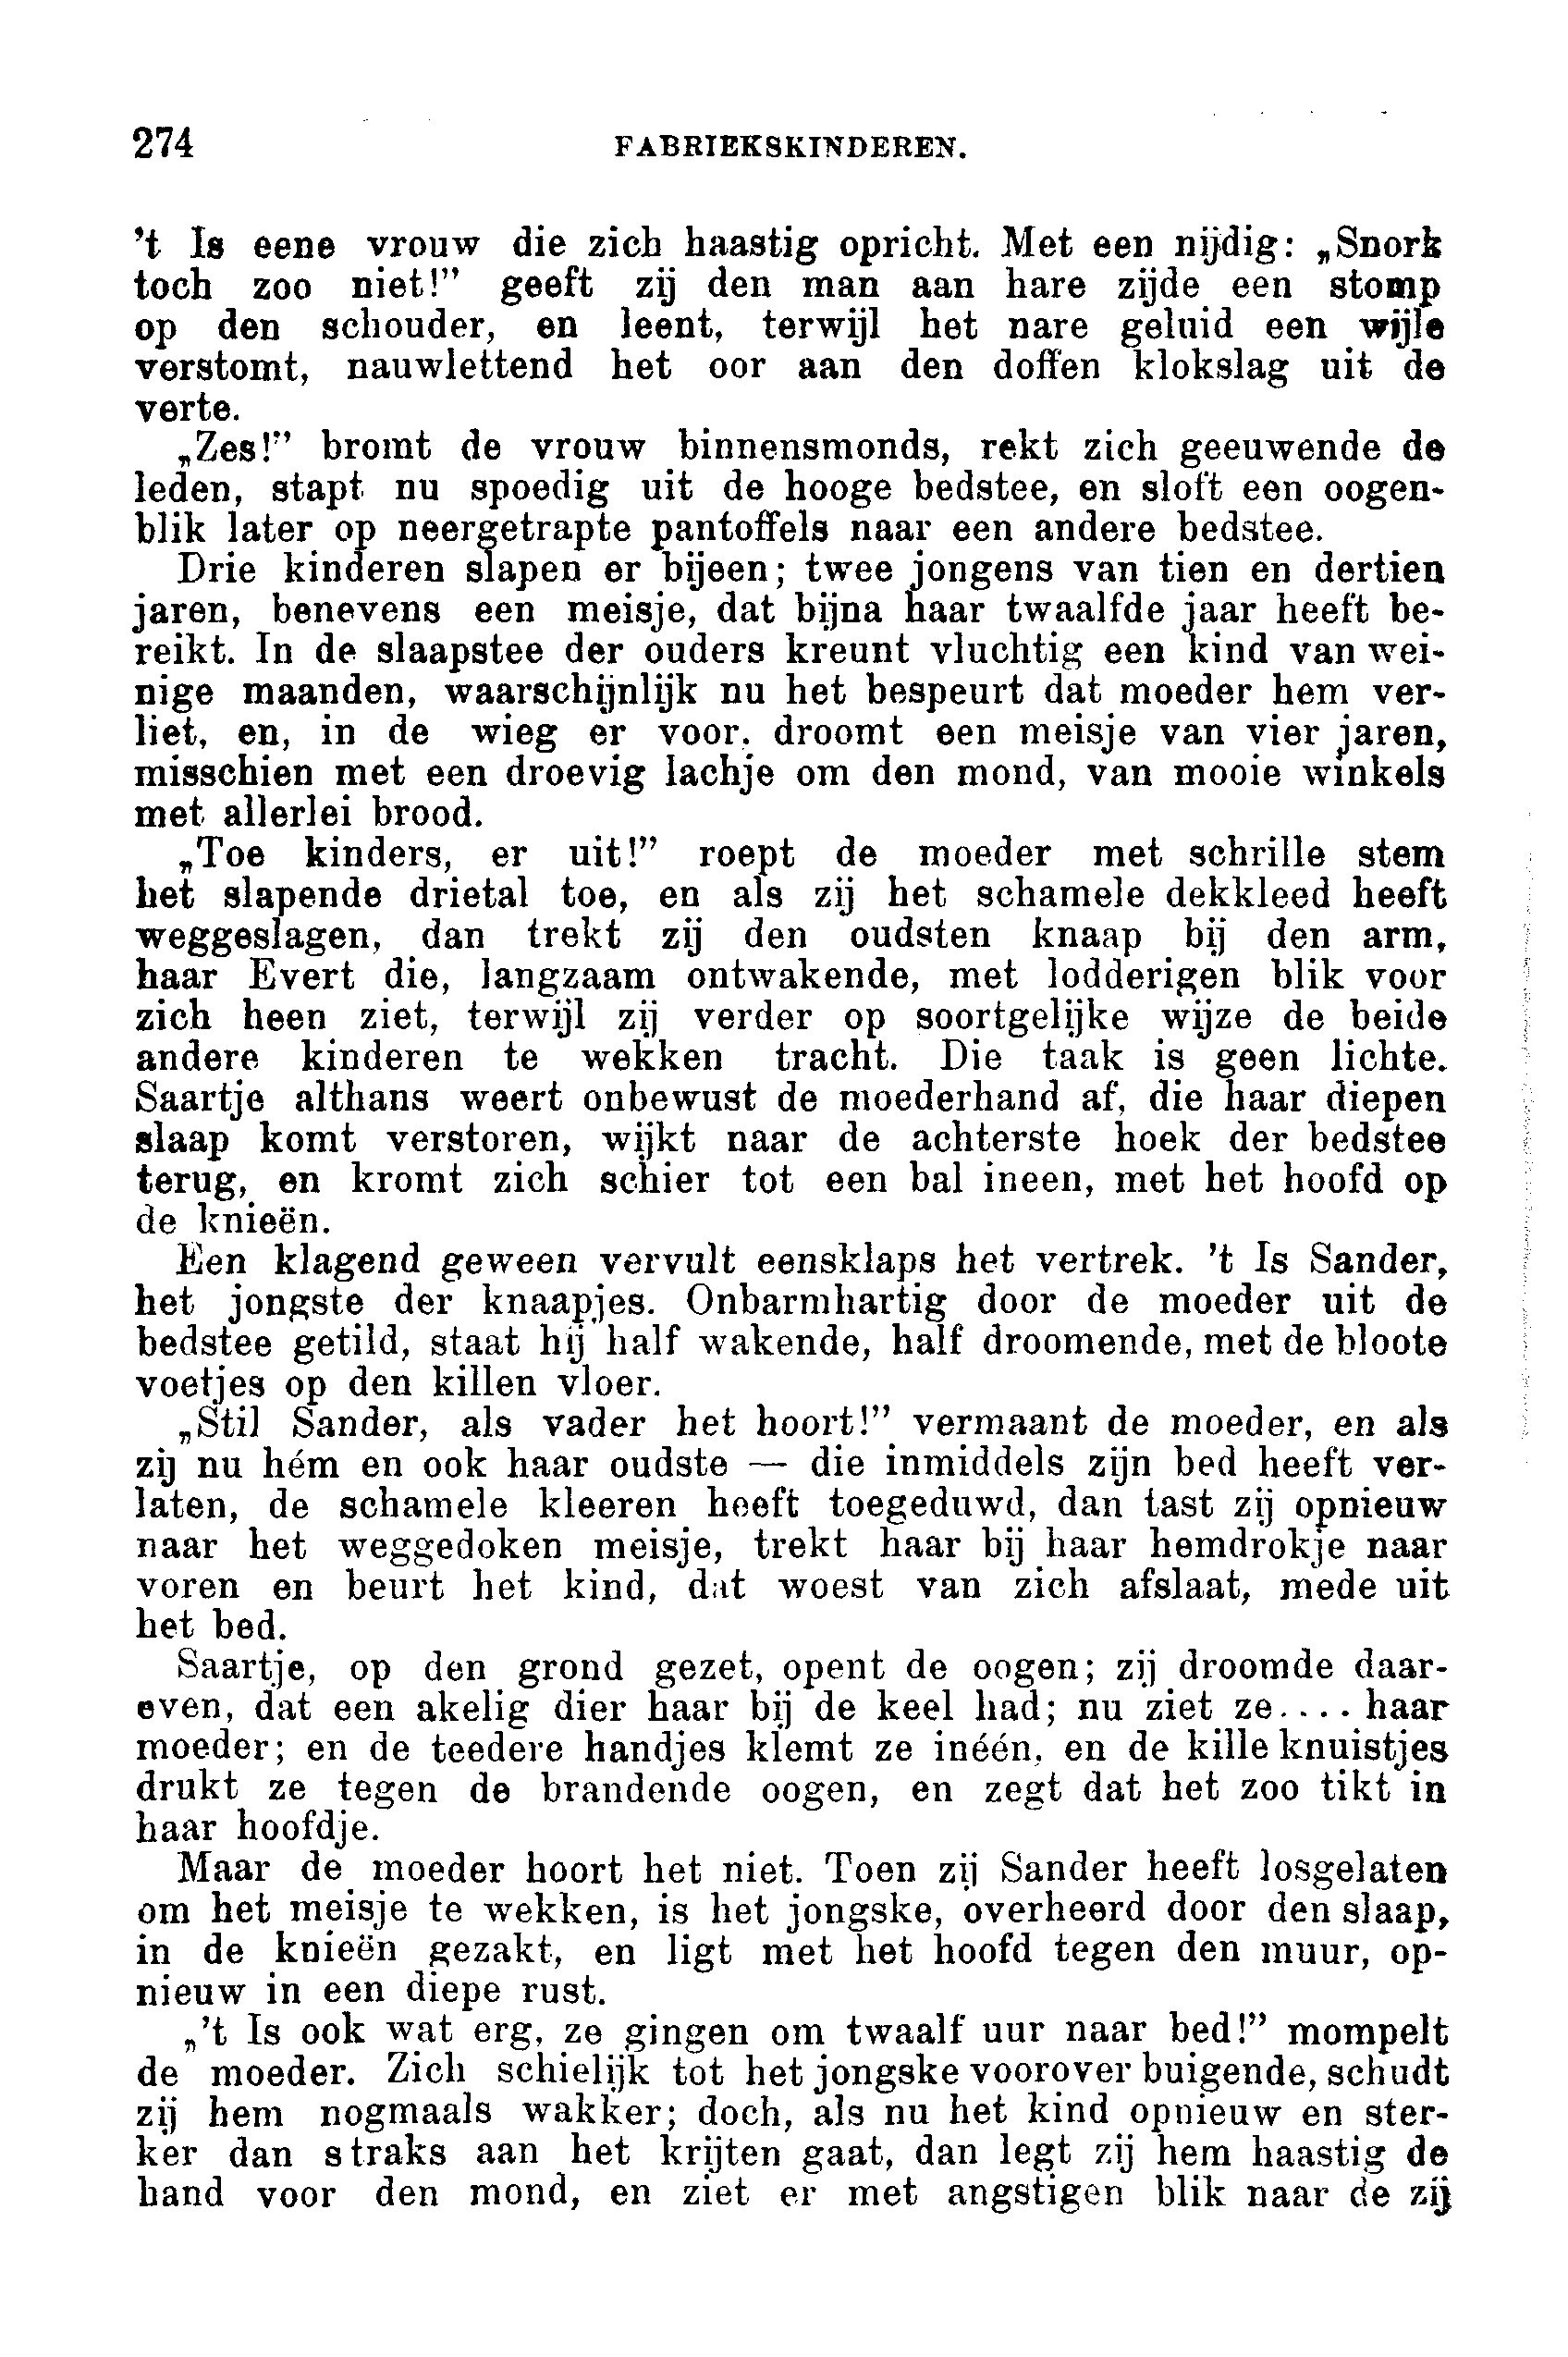 274 FABRIEKSKINDEREN.
’t Is eene vrouw die zich haastig opricht. Met een nijdig: „Snork
toch zoo niet!” geeft zij den man aan hare zijde een stomp
op den schouder, en leent, terwijl het nare geluid een wijle
verstomt, nauwlettend het oor aan den doffen klokslag uit de
verte.
„Zes!” bromt de vrouw binnensmonds, rekt zich geeuwende de
leden, stapt nu spoedig uit de hooge bedstee, en sloft een oogen-
blik later op neergetrapte pantoffels naar een andere bedstee.
Drie kinderen slapen er bijeen; twee jongens van tien en dertien
jaren, benevens een meisje, dat bijna haar twaalfde jaar heeft be-
reikt. In de slaapstee der ouders kreunt vluchtig een kind van wei-
nige maanden, waarschijnlijk nu het bespeurt dat moeder hem ver-
liet, en, in de wieg er voor, droomt een meisje van vier jaren,
misschien met een droevig lachje om den mond, van mooie winkels
met allerlei brood.
„Toe kinders, er uit!” roept de moeder met schrille stem
het slapende drietal toe, en als zij het schamele dekkleed heeft
weggeslagen, dan trekt zij den oudsten knaap bij den arm,
haar Evert die, langzaam ontwakende, met lodderigen blik voor
zich heen ziet, terwijl zij verder op soortgelijke wijze de beide
andere kinderen te wekken tracht. Die taak is geen lichte.
Saartje althans weert onbewust de moederhand af, die haar diepen
slaap komt verstoren, wijkt naar de achterste hoek der bedstee
terug, en kromt zich schier tot een bal ineen, met het hoofd op
de knieën.
Een klagend geween vervult eensklaps het vertrek. ’t Is Sander,
het jongste der knaapjes. Onbarmhartig door de moeder uit de
bedstee getild, staat hij half wakende, half droomende, met de bloote
voetjes op den killen vloer.
„Stil Sander, als vader het hoort!” vermaant de moeder, en als
zij nu hém en ook haar oudste — die inmiddels zijn bed heeft ver-
laten, de schamele kleeren heeft toegeduwd, dan tast zij opnieuw
naar het weggedoken meisje, trekt haar bij haar hemdrokje naar
voren en beurt het kind, dat woest van zich afslaat, mede uit
het bed.
Saartje, op den grond gezet, opent de oogen; zij droomde daar-
even, dat een akelig dier haar bij de keel had; nu ziet ze.... haar
moeder; en de teedere handjes klemt ze inéén, en de kille knuistjes
drukt ze tegen de brandende oogen, en zegt dat het zoo tikt in
haar hoofdje.
Maar de moeder hoort het niet. Toen zij Sander heeft losgelaten
om het meisje te wekken, is het jongske, overheerd door den slaap,
in de knieën gezakt, en ligt met het hoofd tegen den muur, op-
nieuw in een diepe rust.
„’t Is ook wat erg, ze gingen om twaalf uur naar bed!” mompelt
de moeder. Zich schielijk tot het jongske voorover buigende, schudt
zij hem nogmaals wakker; doch, als nu het kind opnieuw en ster-
ker dan straks aan het krijten gaat, dan legt zij hem haastig de
hand voor den mond, en ziet er met angstigen blik naar de zij